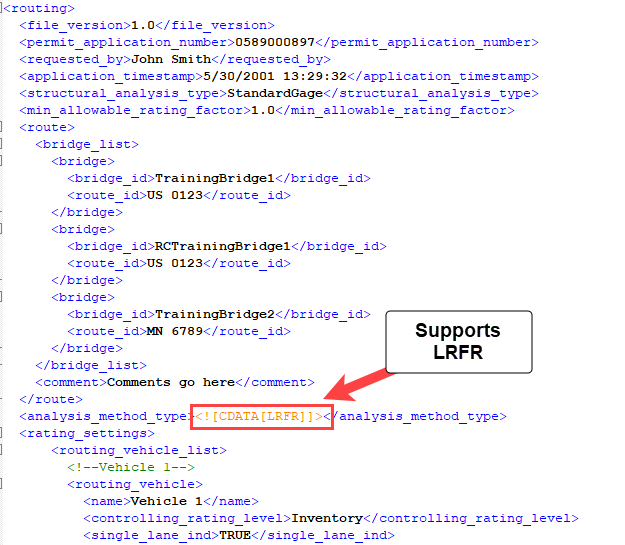 <routing>
<file_version>1.0</file_version>
<permit_application_number>0589000897</permit_application_number>
<requested_by>John Smith</requested_by>
<application_timestamp>5/30/2001 13:29:32</application_timestamp>
<structural_analysis_type>StandardGage</structural_analysis_type>
<min_allowable_rating_factor>1.0</min_allowable_rating_factor>
<route>
<bridge_list>
<bridge>
<bridge_id>TrainingBridge1</bridge_id>
<route_id>US 0123</route_id>
</bridge>
<bridge>
<bridge_id>RCTrainingBridge1</bridge_id>
<route_id>US 0123</route_id>
</bridge>
<bridge>
<bridge_id>TrainingBridge2</bridge_id>
<route_id>MN 6789</route_id>
</bridge>
</bridge_list>
<comment>Comments go here</comment>
</route>
Supports
LRFR
<analysis_method_type><![CDATA[LRFR]]></analysis_method_type>
<rating_settings>
<routing_vehicle_list>
<!--Vehicle 1-->
<routing_vehicle>
<name>Vehicle 1</name>
<controlling_rating_level>Inventory</controlling_rating_level>
<single_lane_ind>TRUE</single_lane_ind>